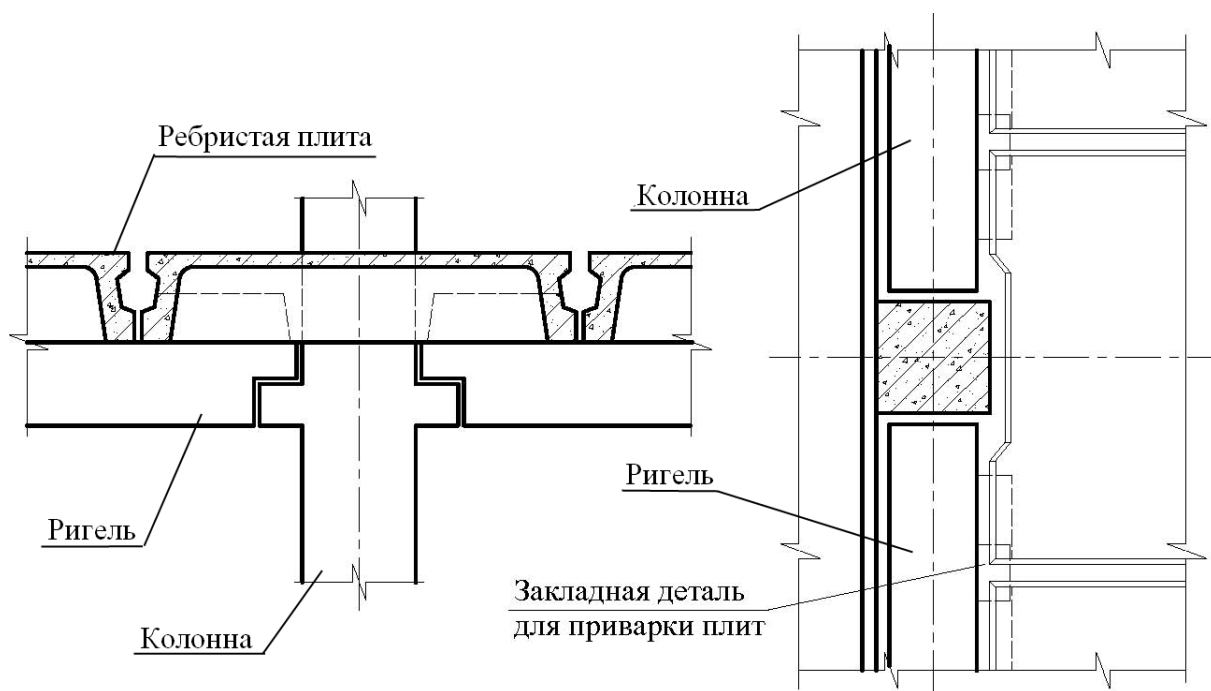 Ребристая плита
Ригель
Колонна
Колонна
Ригель
Закладная деталь
для приварки плит